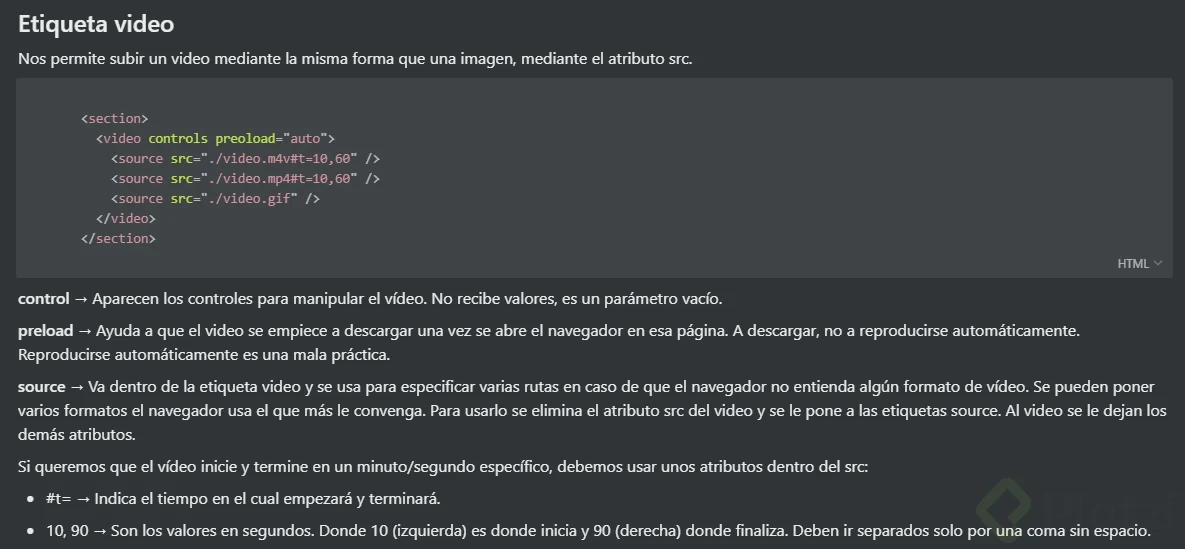 Etiqueta video
Nos permite subir un video mediante la misma forma que una imagen, mediante el atributo src.
<section>
<video controls preoload="auto">
<source src="./video.m4v#t=10,60" />
<source src="./video.mp4#t=10,60" />
<source src="./video.gif" />
</video>
</section>
HTML
control → Aparecen los controles para manipular el vídeo. No recibe valores, es un parámetro vacío.
preload → Ayuda a que el video se empiece a descargar una vez se abre el navegador en esa página. A descargar, no a reproducirse automáticamente.
Reproducirse automáticamente es una mala práctica.
source → Va dentro de la etiqueta video y se usa para especificar varias rutas en caso de que el navegador no entienda algún formato de vídeo. Se pueden poner
varios formatos el navegador usa el que más le convenga. Para usarlo se elimina el atributo src del video y se le pone a las etiquetas source. Al video se le dejan los
demás atributos.
Si queremos que el vídeo inicie y termine en un minuto/segundo específico, debemos usar unos atributos dentro del src:
• #t= → Indica el tiempo en el cual empezará y terminará.
• 10, 90 → Son los valores en segundos. Donde 10 (izquierda) es donde inicia y 90 (derecha) donde finaliza. Deben ir separados solo por una coma sin espacio.